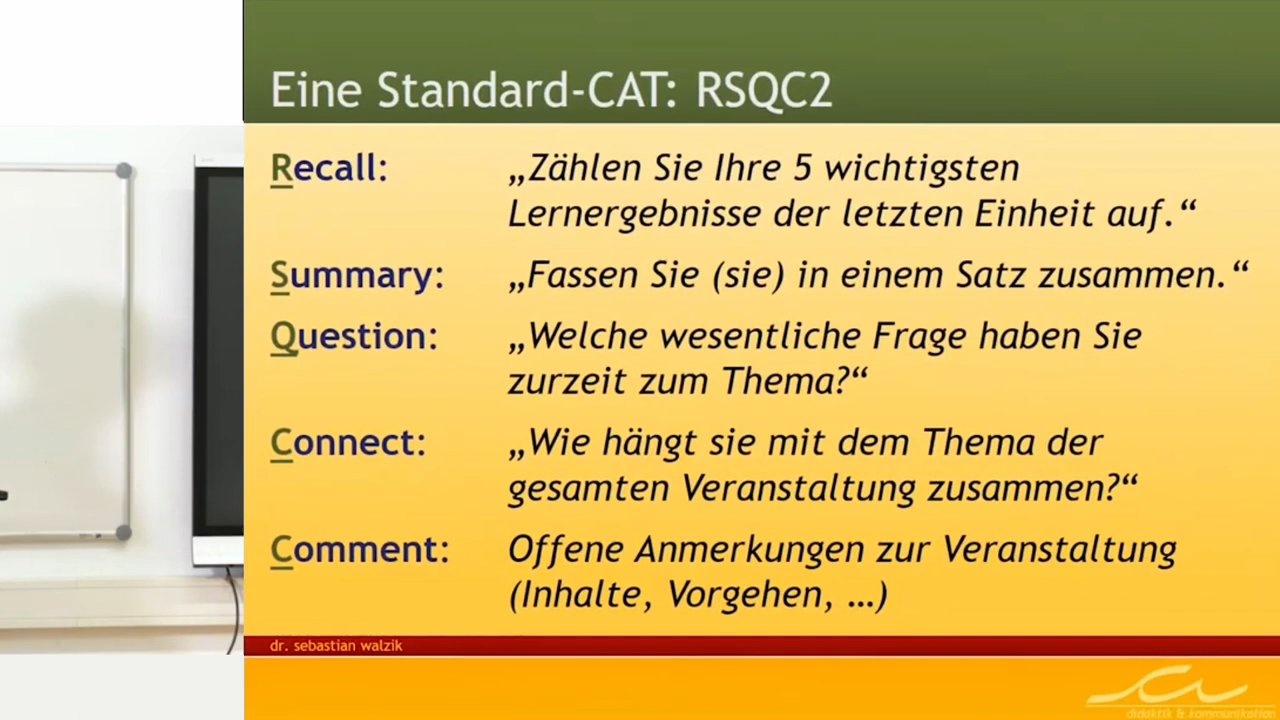 Eine Standard-CAT: RSQC2
Recall: „Zählen Sie Ihre 5 wichtigsten
Lernergebnisse der letzten Einheit auf.“
Summary: „Fassen Sie (sie) in einem Satz zusammen.“
Question: „Welche wesentliche Frage haben Sie
zurzeit zum Thema?“
Connect: „Wie hängt sie mit dem Thema der
gesamten Veranstaltung zusammen?“
Comment: Offene Anmerkungen zur Veranstaltung
(Inhalte, Vorgehen, …)
dr. sebastian walzik
didaktik & kommunikation